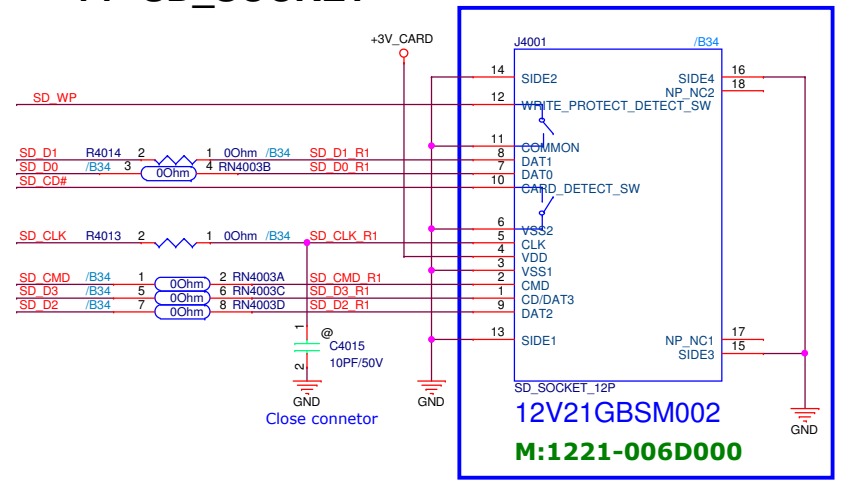 SD_SOCKET
+3V_CARD
J4001 /B34
14 SIDE2 SIDE4 16
NP_NC2 18
SD_WP 12 WRITE_PROTECT_DETECT_SW
11 COMMON
SD_D1 R4014 2 1 0Ohm /B34 SD_D1_R1 8 DAT1
SD_D0 /B34 3 0Ohm 4 RN4003B SD_D0_R1 7 DAT0
SD_CD# 10 CARD_DETECT_SW
6 VSS2
SD_CLK R4013 2 1 0Ohm /B34 SD_CLK_R1 5 CLK
4 VDD
3 VSS1
SD_CMD /B34 1 0Ohm 2 RN4003A SD_CMD_R1 2 CMD
SD_D3 /B34 5 0Ohm 6 RN4003C SD_D3_R1 1 CD/DAT3
SD_D2 /B34 7 0Ohm 8 RN4003D SD_D2_R1 9 DAT2
1 @
13 SIDE1 NP_NC1 17
SIDE3 15
C4015
2 10PF/50V
SD_SOCKET_12P
GND GND
12V21GBSM002
Close connetor
GND
M:1221-006D000